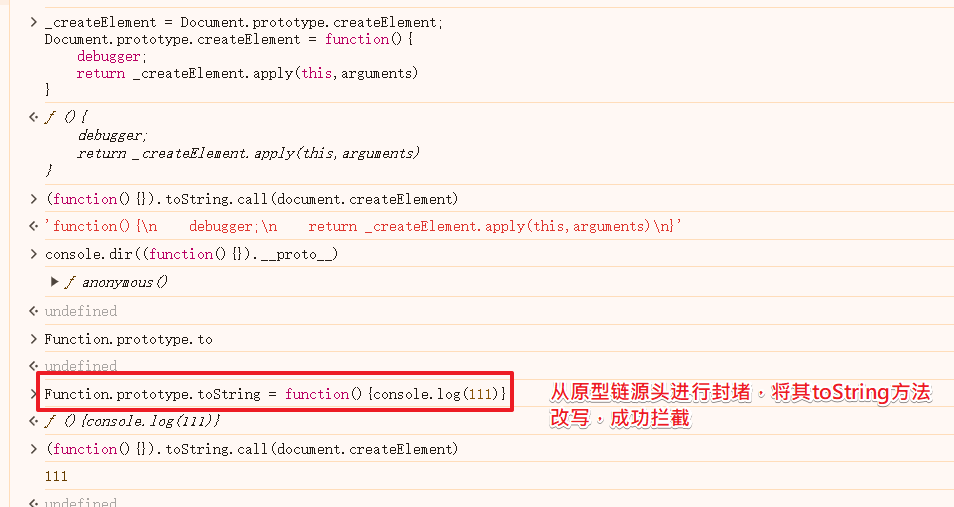 _createElement = Document.prototype.createElement;
Document.prototype.createElement = function(){
    debugger;
    return _createElement.apply(this,arguments)
}
ƒ (){
    debugger;
    return _createElement.apply(this,arguments)
}
(function(){}).toString.call(document.createElement)
'function(){\n    debugger;\n    return _createElement.apply(this,arguments)\n}'
console.dir((function(){}).__proto__)
ƒ anonymous()
undefined
Function.prototype.to
undefined
Function.prototype.toString = function(){console.log(111)}
从原型链源头进行封堵，将其toString方法
改写，成功拦截
ƒ (){console.log(111)}
(function(){}).toString.call(document.createElement)
111
undefined